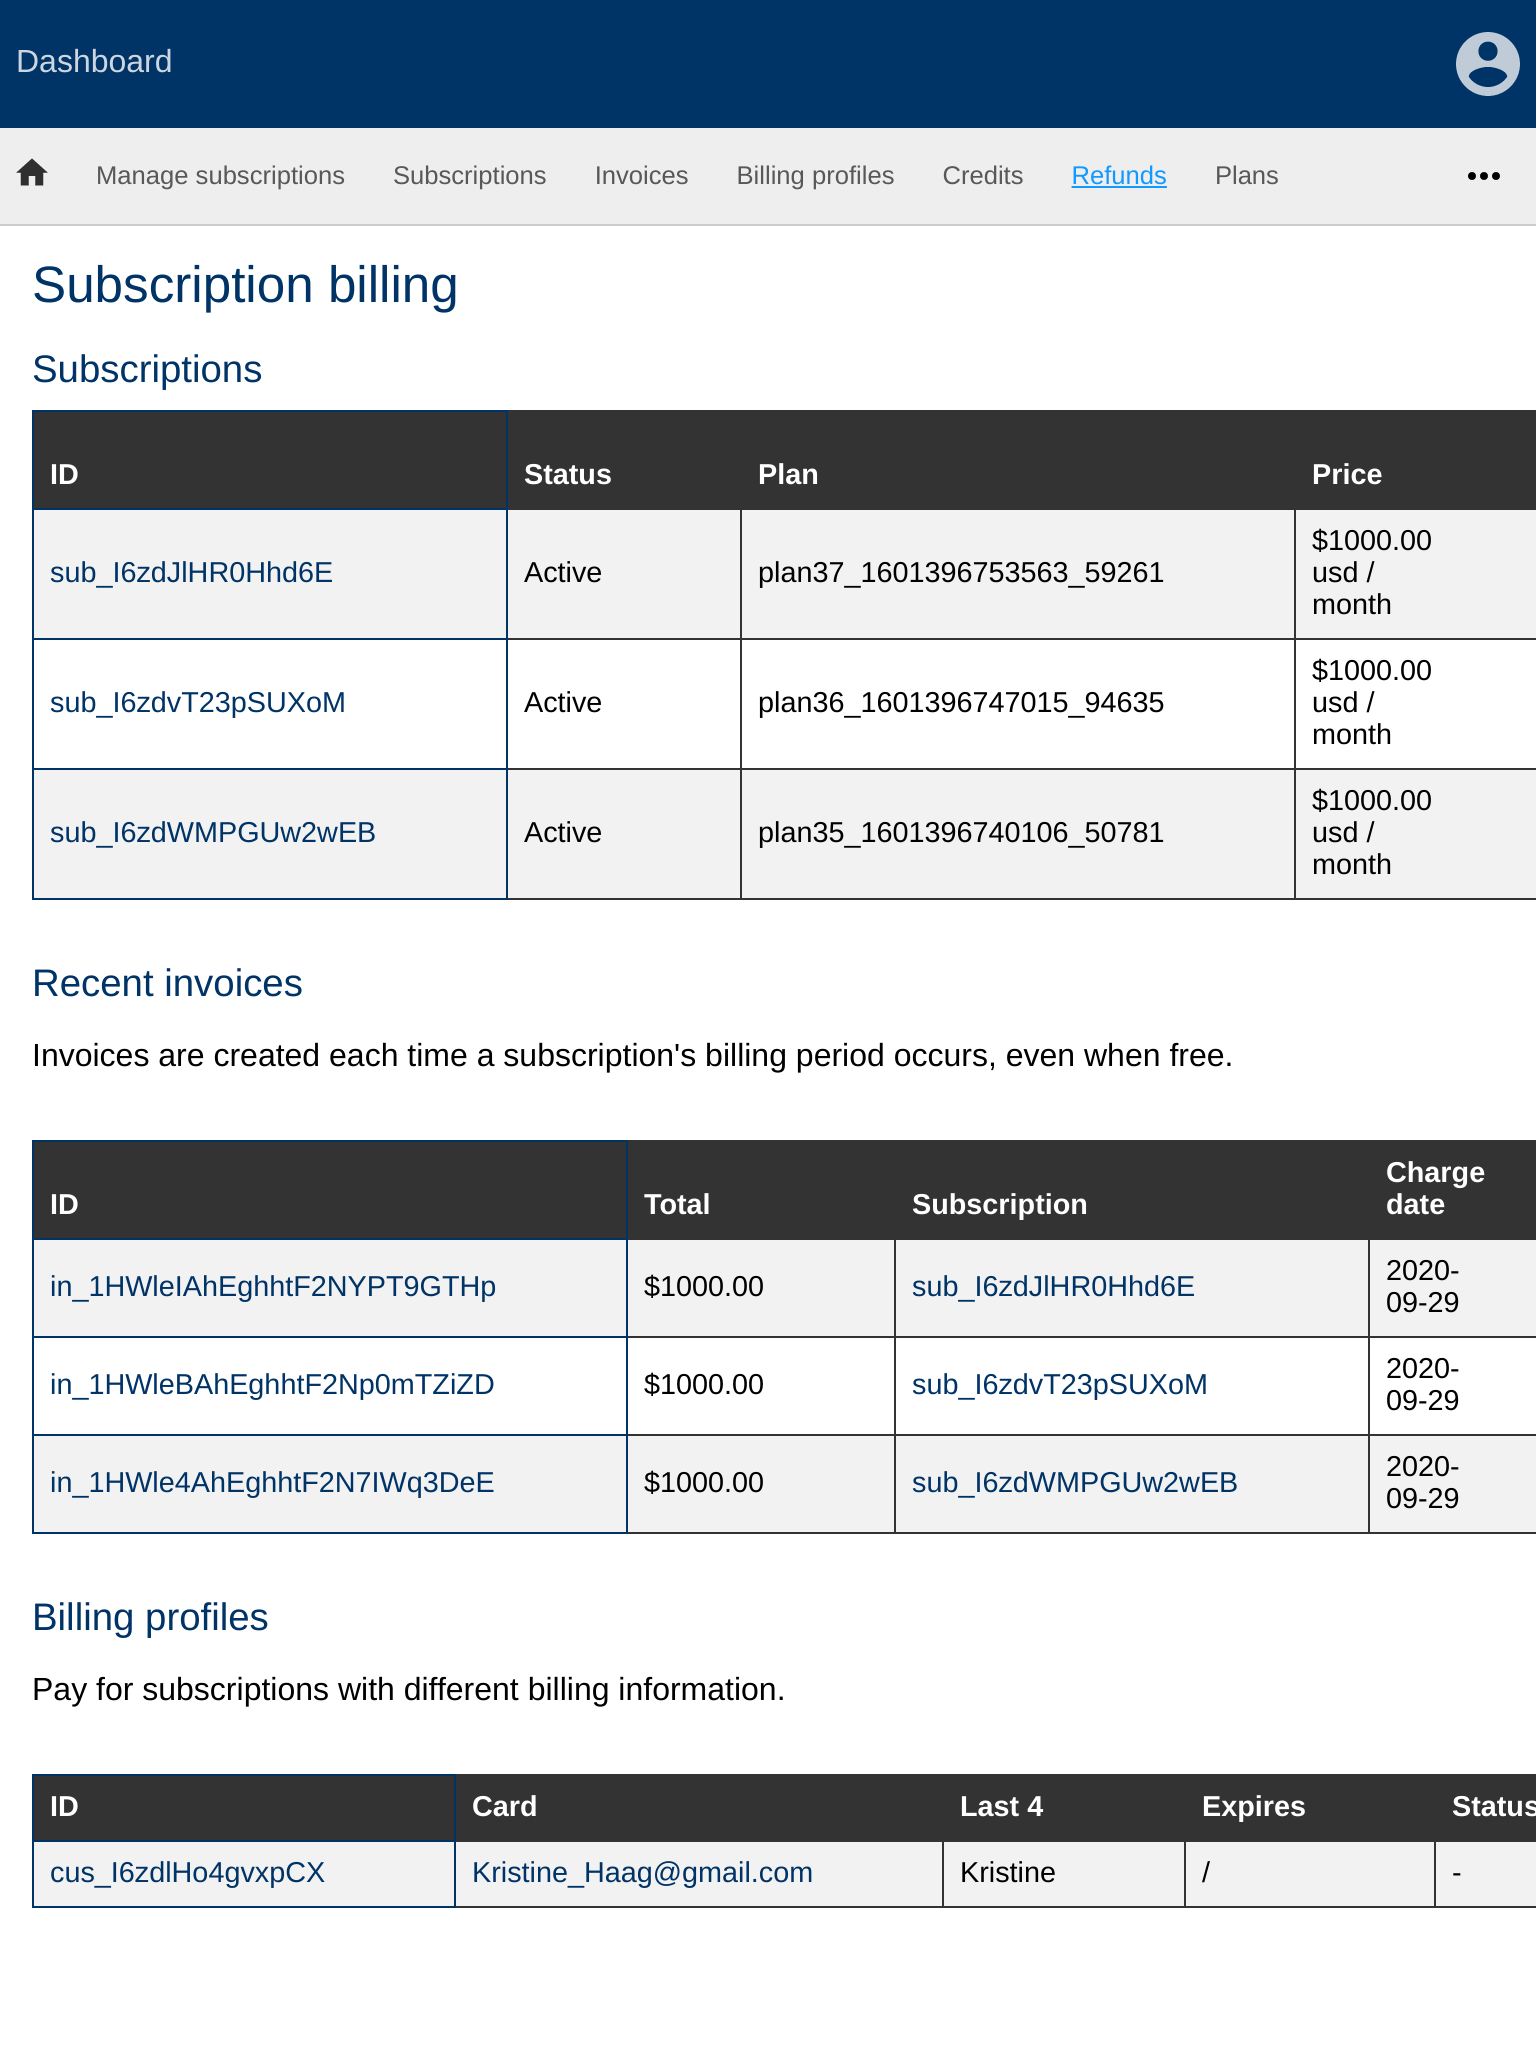 Dashboard
Manage subscriptions Subscriptions Invoices Billing profiles Credits Refunds Plans
Subscription billing
Subscriptions
ID Status Plan Price
sub_I6zdJlHR0Hhd6E Active plan37_1601396753563_59261 $1000.00 usd / month
sub_I6zdvT23pSUXoM Active plan36_1601396747015_94635 $1000.00 usd / month
sub_I6zdWMPGUw2wEB Active plan35_1601396740106_50781 $1000.00 usd / month
Recent invoices
Invoices are created each time a subscription's billing period occurs, even when free.
ID Total Subscription Charge date
in_1HWleIAhEghhtF2NYPT9GTHp $1000.00 sub_I6zdJlHR0Hhd6E 2020-09-29
in_1HWleBAhEghhtF2Np0mTZiZD $1000.00 sub_I6zdvT23pSUXoM 2020-09-29
in_1HWle4AhEghhtF2N7IWq3DeE $1000.00 sub_I6zdWMPGUw2wEB 2020-09-29
Billing profiles
Pay for subscriptions with different billing information.
ID Card Last 4 Expires Status
cus_I6zdlHo4gvxpCX Kristine_Haag@gmail.com Kristine / -